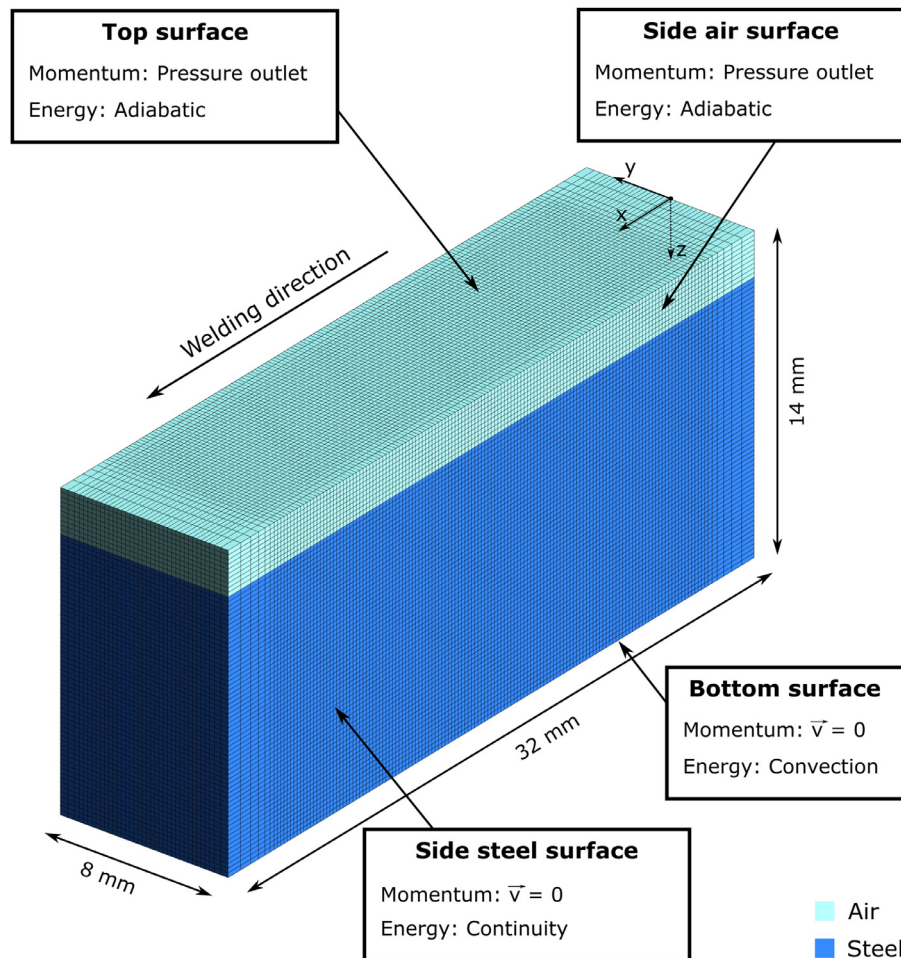 Top surface
Momentum: Pressure outlet
Energy: Adiabatic
Side air surface
Momentum: Pressure outlet
Energy: Adiabatic
y
x
z
Welding direction
14 mm
32 mm
8 mm
Bottom surface
Momentum: v⃗ = 0
Energy: Convection
Side steel surface
Momentum: v⃗ = 0
Energy: Continuity
Air
Steel